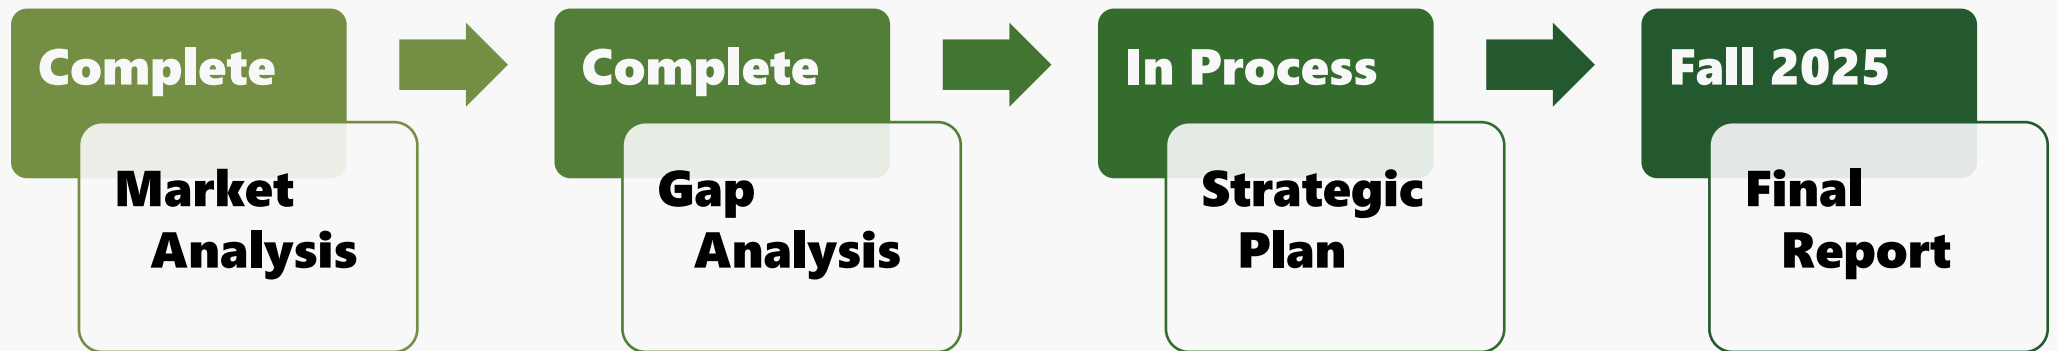 Complete
Market
Analysis
Complete
Gap
Analysis
In Process
Strategic
Plan
Fall 2025
Final
Report